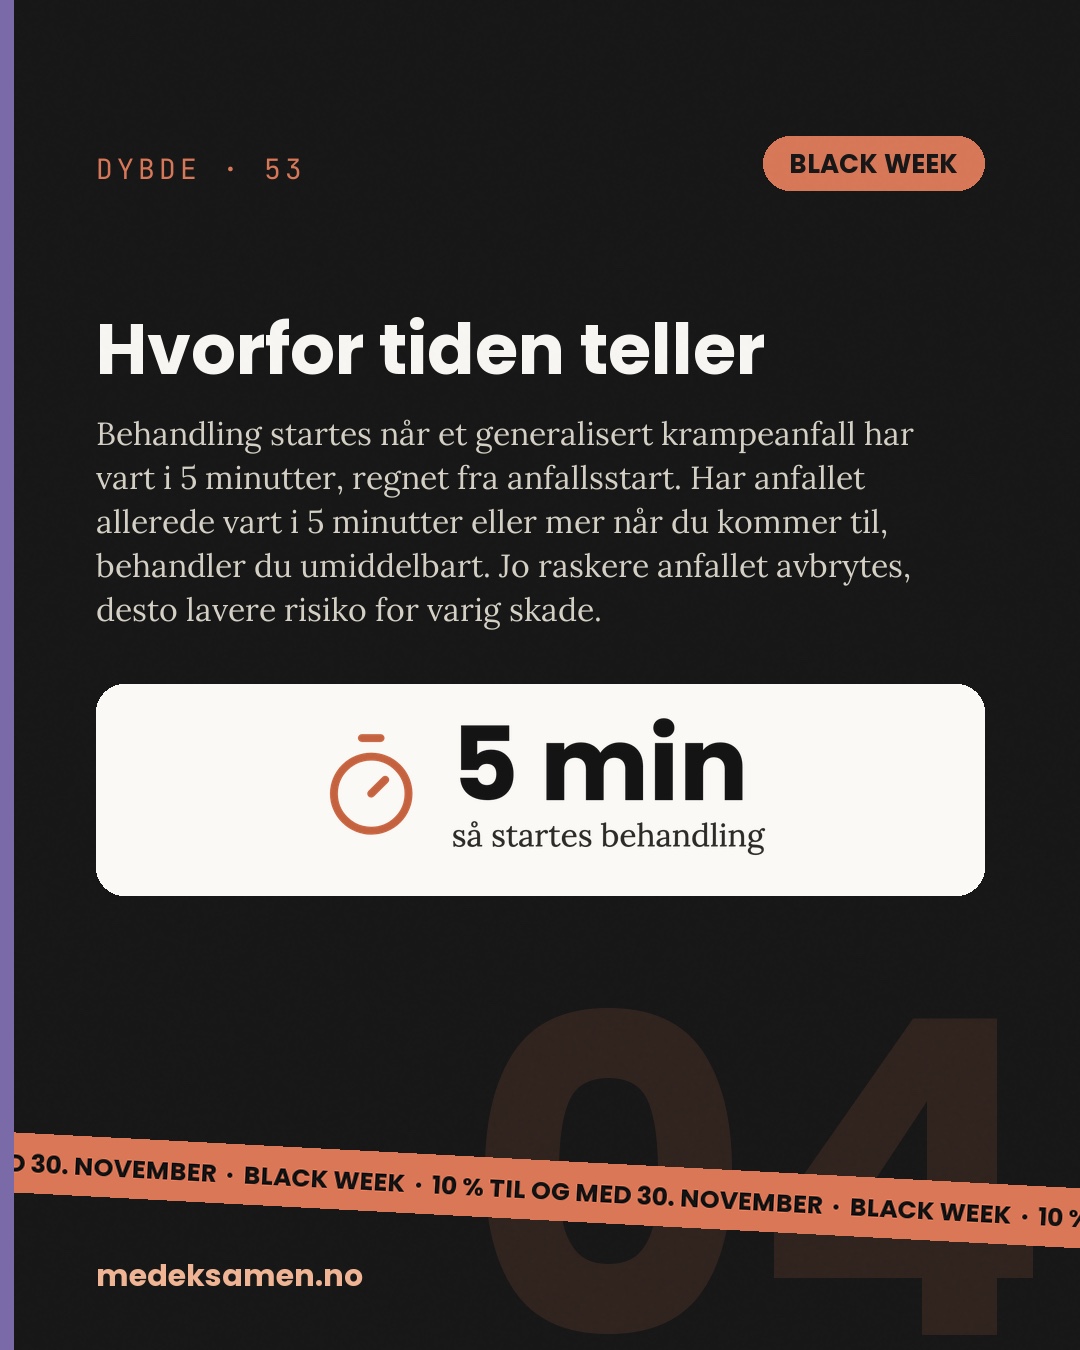 DYBDE · 53
BLACK WEEK
Hvorfor tiden teller
Behandling startes når et generalisert krampeanfall har
vart i 5 minutter, regnet fra anfallsstart. Har anfallet
allerede vart i 5 minutter eller mer når du kommer til,
behandler du umiddelbart. Jo raskere anfallet avbrytes,
desto lavere risiko for varig skade.
5 min
så startes behandling
04
30. NOVEMBER · BLACK WEEK · 10 % TIL OG MED 30. NOVEMBER · BLACK WEEK · 10 %
medeksamen.no